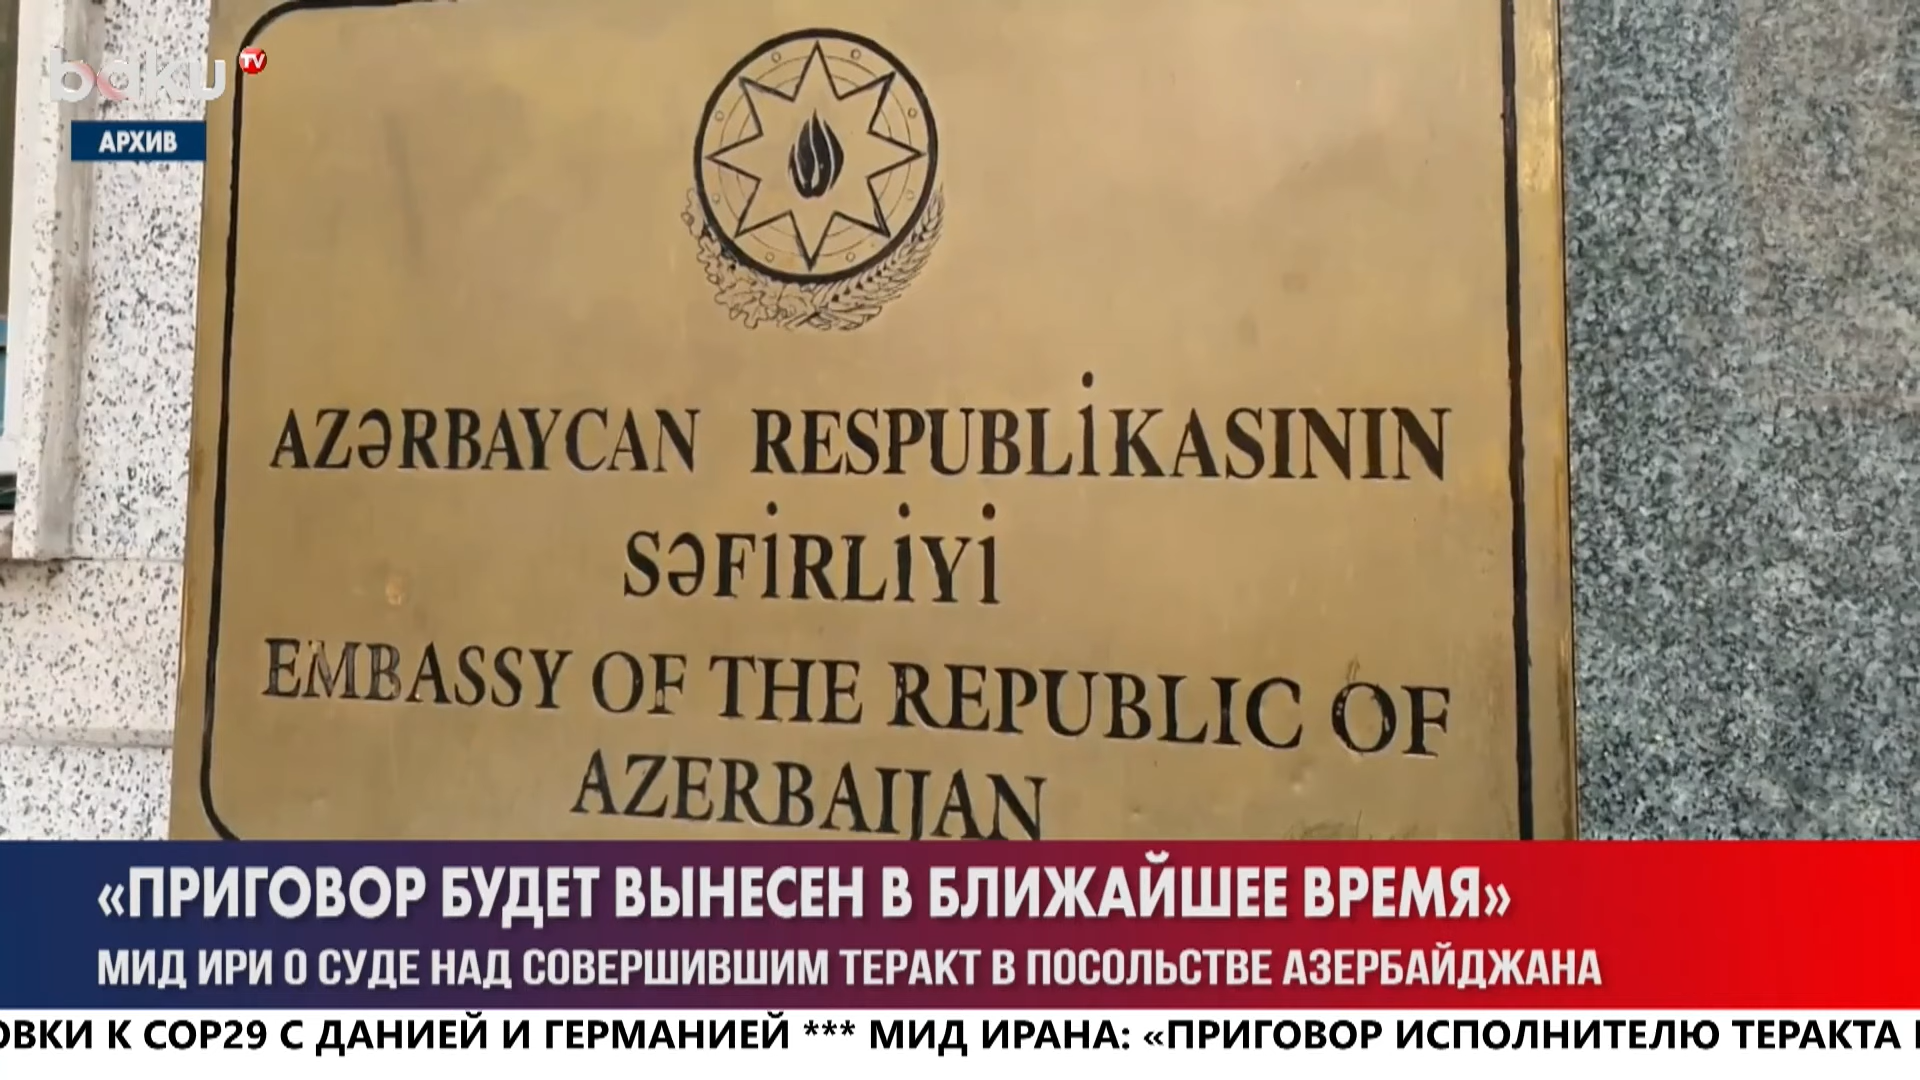 baku TV
АРХИВ
AZƏRBAYCAN RESPUBLİKASININ
SƏFİRLİYİ
EMBASSY OF THE REPUBLIC OF
AZERBAIJAN
«ПРИГОВОР БУДЕТ ВЫНЕСЕН В БЛИЖАЙШЕЕ ВРЕМЯ»
МИД ИРИ О СУДЕ НАД СОВЕРШИВШИМ ТЕРАКТ В ПОСОЛЬСТВЕ АЗЕРБАЙДЖАНА
ОВКИ К COP29 С ДАНИЕЙ И ГЕРМАНИЕЙ *** МИД ИРАНА: «ПРИГОВОР ИСПОЛНИТЕЛЮ ТЕРАКТА